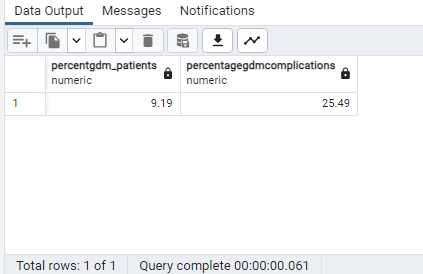 Data Output Messages Notifications
percentgdm_patients percentagegdmcomplications
numeric numeric
1 9.19 25.49
Total rows: 1 of 1 Query complete 00:00:00.061